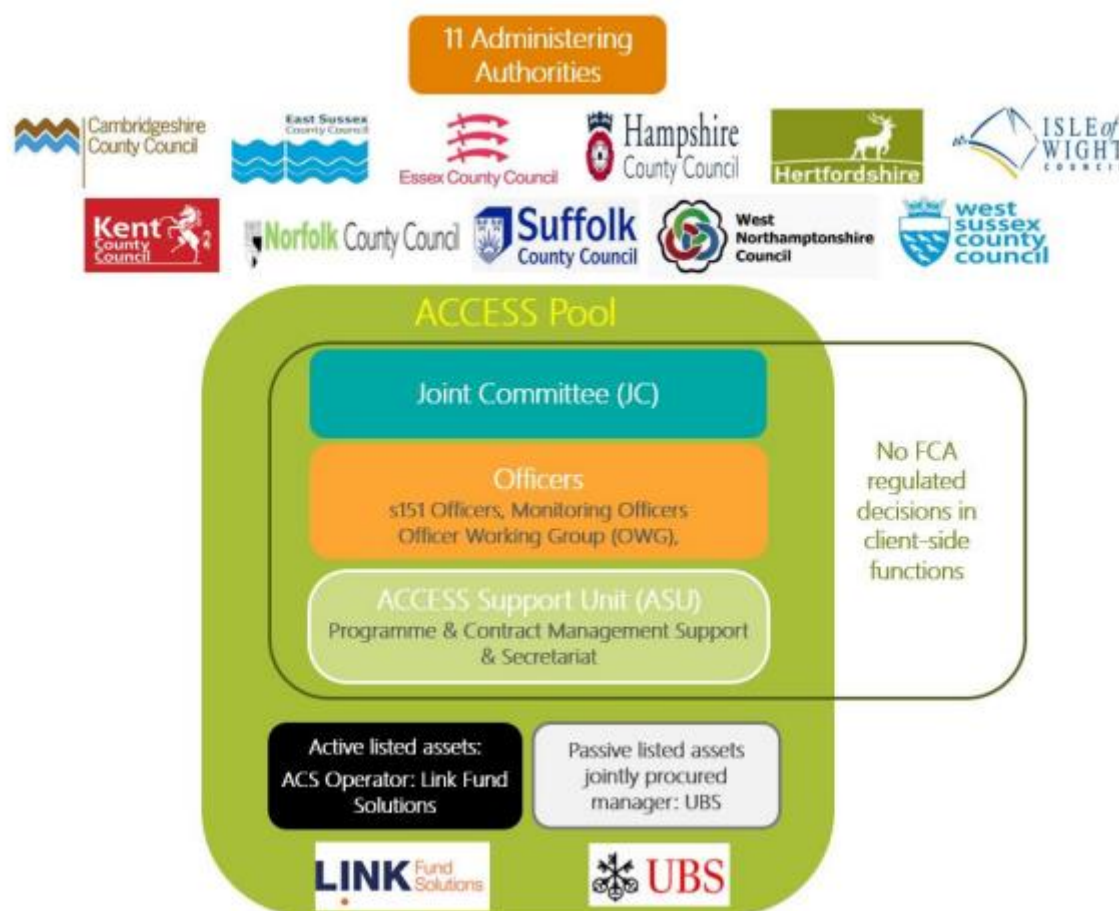 11 Administering
Authorities
Cambridgeshire
County Council
East Sussex
County Council
Essex County Council
Hampshire
County Council
Hertfordshire
ISLE of
WIGHT
COUNCIL
Kent
County
Council
Norfolk County Council
Suffolk
County Council
West
Northamptonshire
Council
west
sussex
county
council
ACCESS Pool
Joint Committee (JC)
Officers
s151 Officers, Monitoring Officers
Officer Working Group (OWG),
ACCESS Support Unit (ASU)
Programme & Contract Management Support
& Secretariat
No FCA
regulated
decisions in
client-side
functions
Active listed assets:
ACS Operator: Link Fund
Solutions
Passive listed assets
jointly procured
manager: UBS
LINK Fund
Solutions
UBS